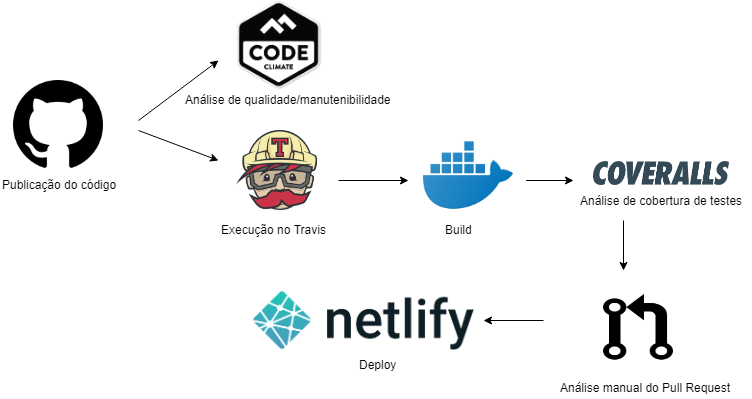 CODE
CLIMATE
Análise de qualidade/manutenibilidade
Publicação do código
T
Execução no Travis
Build
COVERALLS
Análise de cobertura de testes
netlify
Deploy
Análise manual do Pull Request